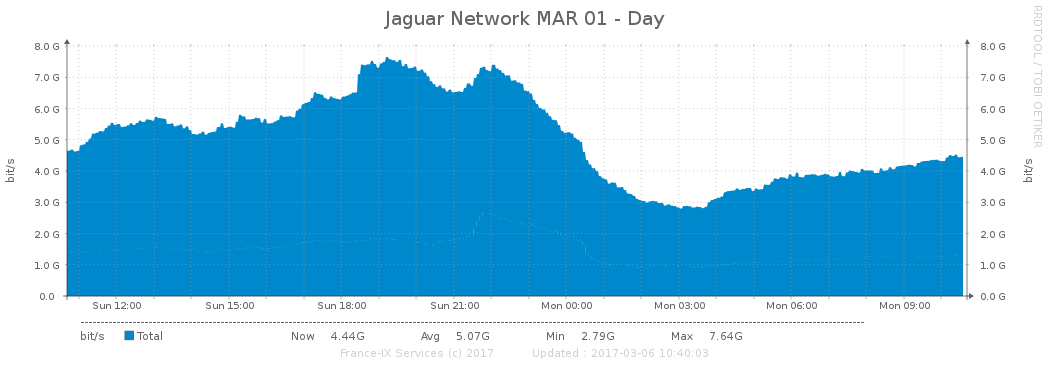 Jaguar Network MAR 01 - Day
RRDTOOL / TOBI OETIKER
bit/s
bit/s
8.0 G 8.0 G
7.0 G 7.0 G
6.0 G 6.0 G
5.0 G 5.0 G
4.0 G 4.0 G
3.0 G 3.0 G
2.0 G 2.0 G
1.0 G 1.0 G
0.0 0.0 G
Sun 12:00 Sun 15:00 Sun 18:00 Sun 21:00 Mon 00:00 Mon 03:00 Mon 06:00 Mon 09:00
bit/s Total Now 4.44G Avg 5.07G Min 2.79G Max 7.64G
France-IX Services (c) 2017 Updated : 2017-03-06 10:40:03